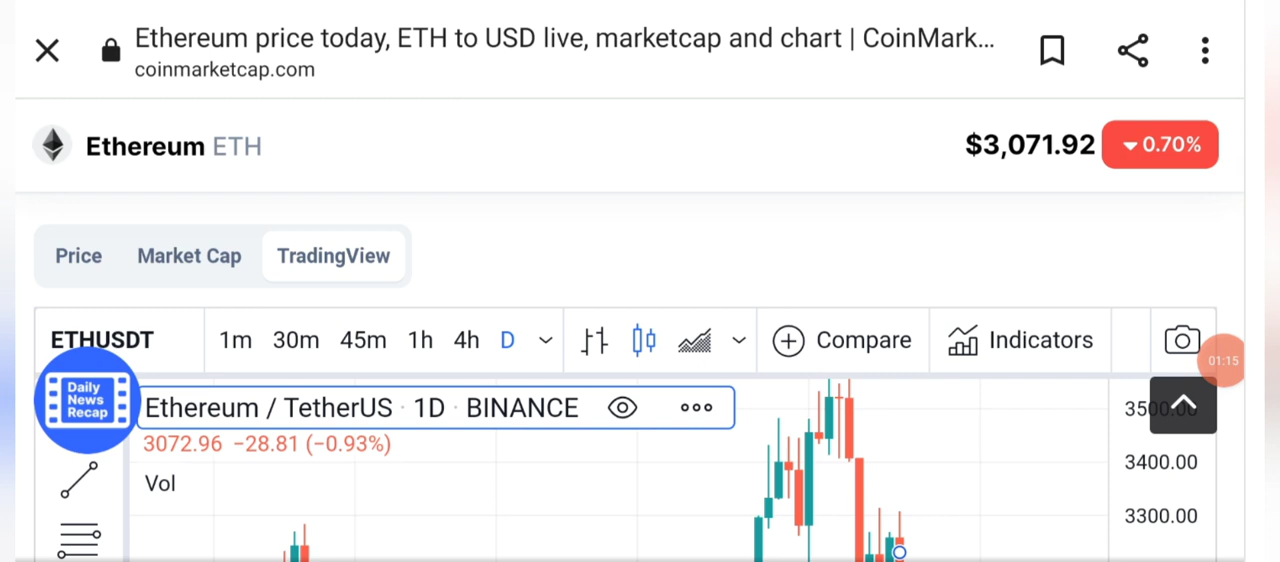 Ethereum price today, ETH to USD live, marketcap and chart | CoinMark...
coinmarketcap.com
Ethereum ETH
$3,071.92
0.70%
Price
Market Cap
TradingView
ETHUSDT
1m 30m 45m 1h 4h D
Compare
Indicators
01:15
Daily
News
Recap
Ethereum / TetherUS · 1D · BINANCE
3072.96 −28.81 (−0.93%)
Vol
3500.00
3400.00
3300.00